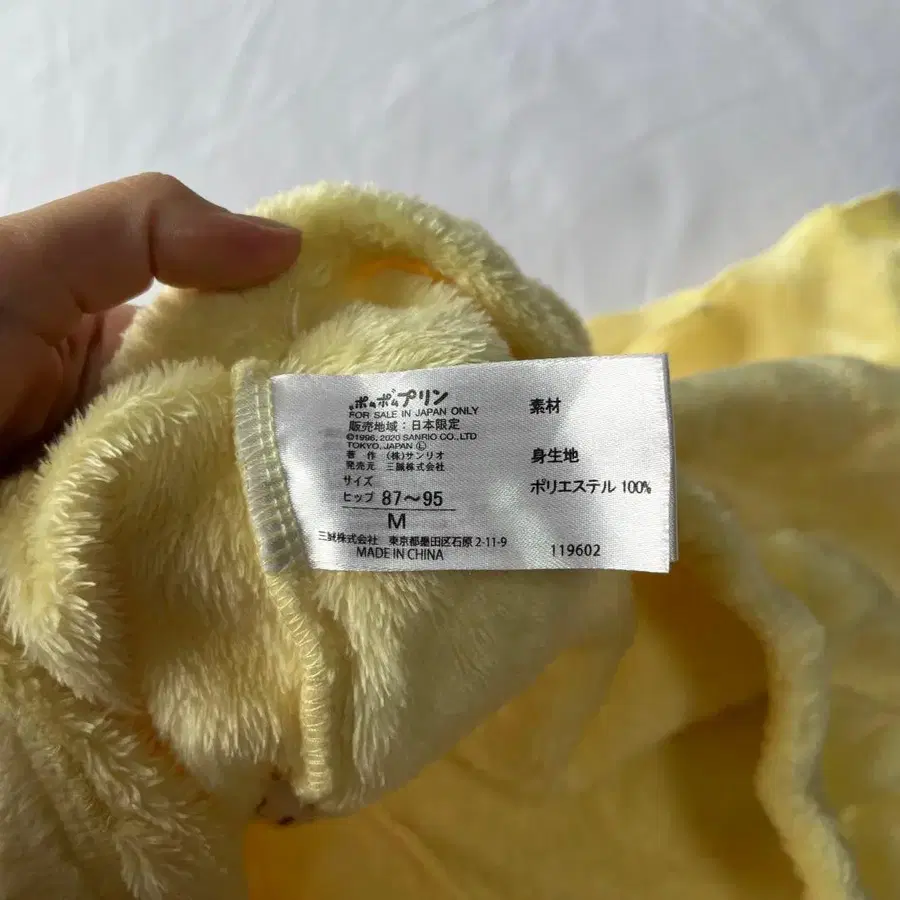 ポムポムプリン
FOR SALE IN JAPAN ONLY
販売地域：日本限定
©1996, 2020 SANRIO CO., LTD
TOKYO, JAPAN Ⓛ
著　作　（株）サンリオ
発売元　三誠株式会社
サイズ
ヒップ 87～95
M
三誠株式会社　東京都墨田区石原 2-11-9
MADE IN CHINA
素材
身生地
ポリエステル 100%
119602